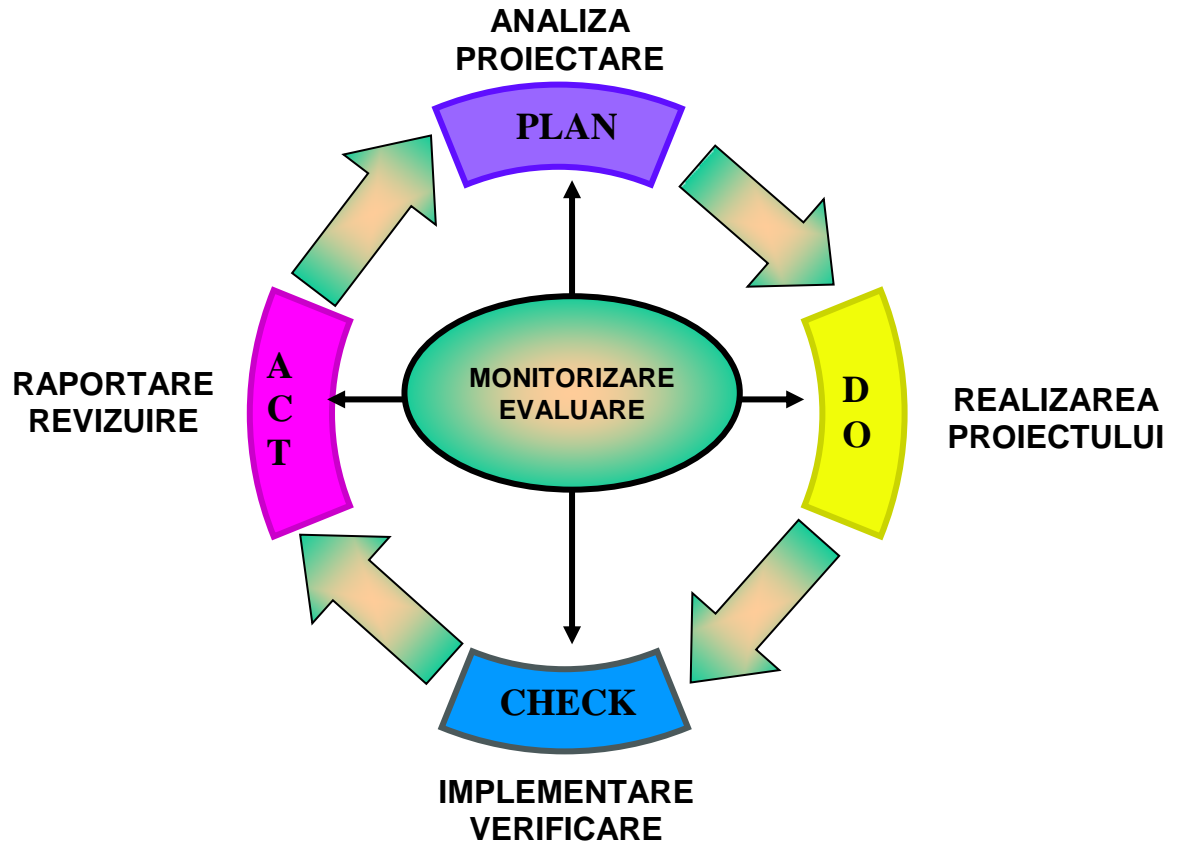 ANALIZA
PROIECTARE
PLAN
MONITORIZARE
EVALUARE
A
C
T
RAPORTARE
REVIZUIRE
D
O
REALIZAREA
PROIECTULUI
CHECK
IMPLEMENTARE
VERIFICARE